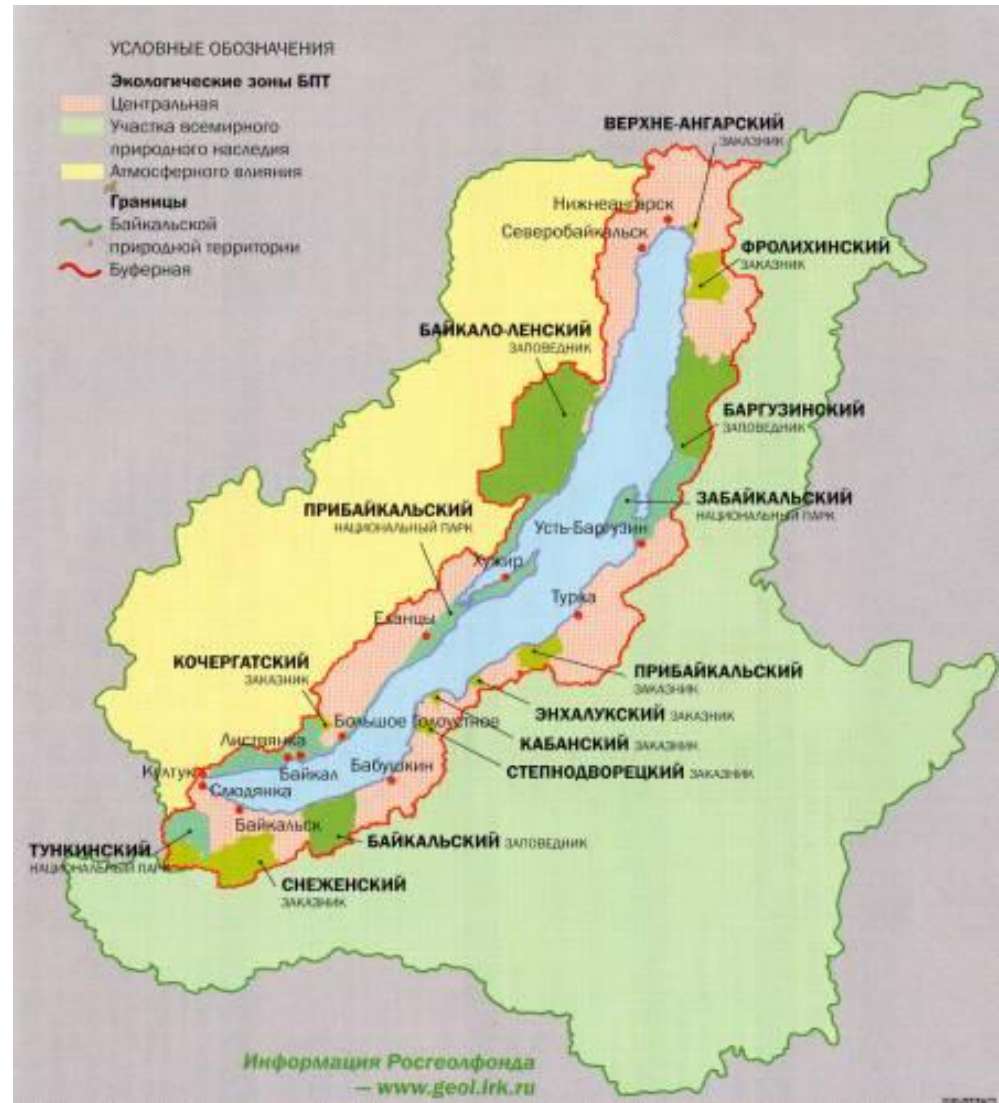 УСЛОВНЫЕ ОБОЗНАЧЕНИЯ
Экологические зоны БПТ
Центральная
Участка всемирного
природного наследия
Атмосферного влияния
Границы
Байкальской
природной территории
Буферная
ВЕРХНЕ-АНГАРСКИЙ
ЗАКАЗНИК
Нижнеангарск
Северобайкальск
ФРОЛИХИНСКИЙ
ЗАКАЗНИК
БАЙКАЛО-ЛЕНСКИЙ
ЗАПОВЕДНИК
БАРГУЗИНОКИЙ
ЗАПОВЕДНИК
ПРИБАЙКАЛЬСКИЙ
НАЦИОНАЛЬНЫЙ ПАРК
ЗАБАЙКАЛЬСКИЙ
НАЦИОНАЛЬНЫЙ ПАРК
Усть-Баргузин
Хужир
Турка
Еланцы
КОЧЕРГАТСКИЙ
ЗАКАЗНИК
ПРИБАЙКАЛЬСКИЙ
ЗАКАЗНИК
Большое Голоустное
ЭНХАЛУКСКИЙ ЗАКАЗНИК
Листвянка
КАБАНСКИЙ ЗАКАЗНИК
Култук
Байкал
Бабушкин
СТЕПНОДВОРЕЦКИЙ ЗАКАЗНИК
Слюдянка
Байкальск
БАЙКАЛЬСКИЙ ЗАПОВЕДНИК
ТУНКИНСКИЙ
НАЦИОНАЛЬНЫЙ ПАРК
СНЕЖЕНСКИЙ
ЗАКАЗНИК
Информация Росгеолфонда
— www.geol.irk.ru